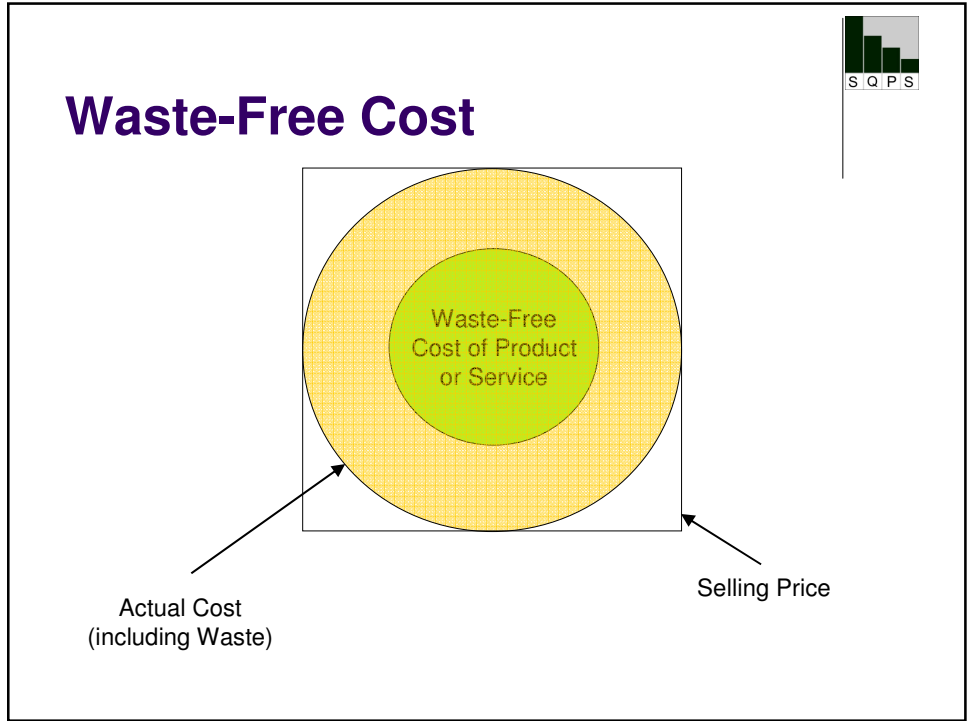 S Q P S
Waste-Free Cost
Waste-Free
Cost of Product
or Service
Selling Price
Actual Cost
(including Waste)